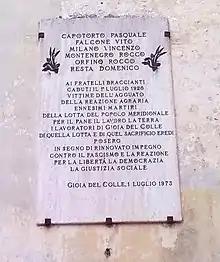 CAPOTORTO PASQUALE
FALCONE VITO
MILANO VINCENZO
MONTENEGRO ROCCO
ORFINO ROCCO
RESTA DOMENICO
AI FRATELLI BRACCIANTI
CADUTI IL 1° LUGLIO 1920
VITTIME DELL'AGGUATO
DELLA REAZIONE AGRARIA
ENNESIMI MARTIRI
DELLA LOTTA DEL POPOLO MERIDIONALE
PER IL PANE IL LAVORO LA TERRA
I LAVORATORI DI GIOIA DEL COLLE
DI QUELLA LOTTA E DI QUEL SACRIFICIO EREDI
POSERO
IN SEGNO DI RINNOVATO IMPEGNO
CONTRO IL FASCISMO E LA REAZIONE
PER LA LIBERTÀ LA DEMOCRAZIA
LA GIUSTIZIA SOCIALE
GIOIA DEL COLLE, 1 LUGLIO 1973